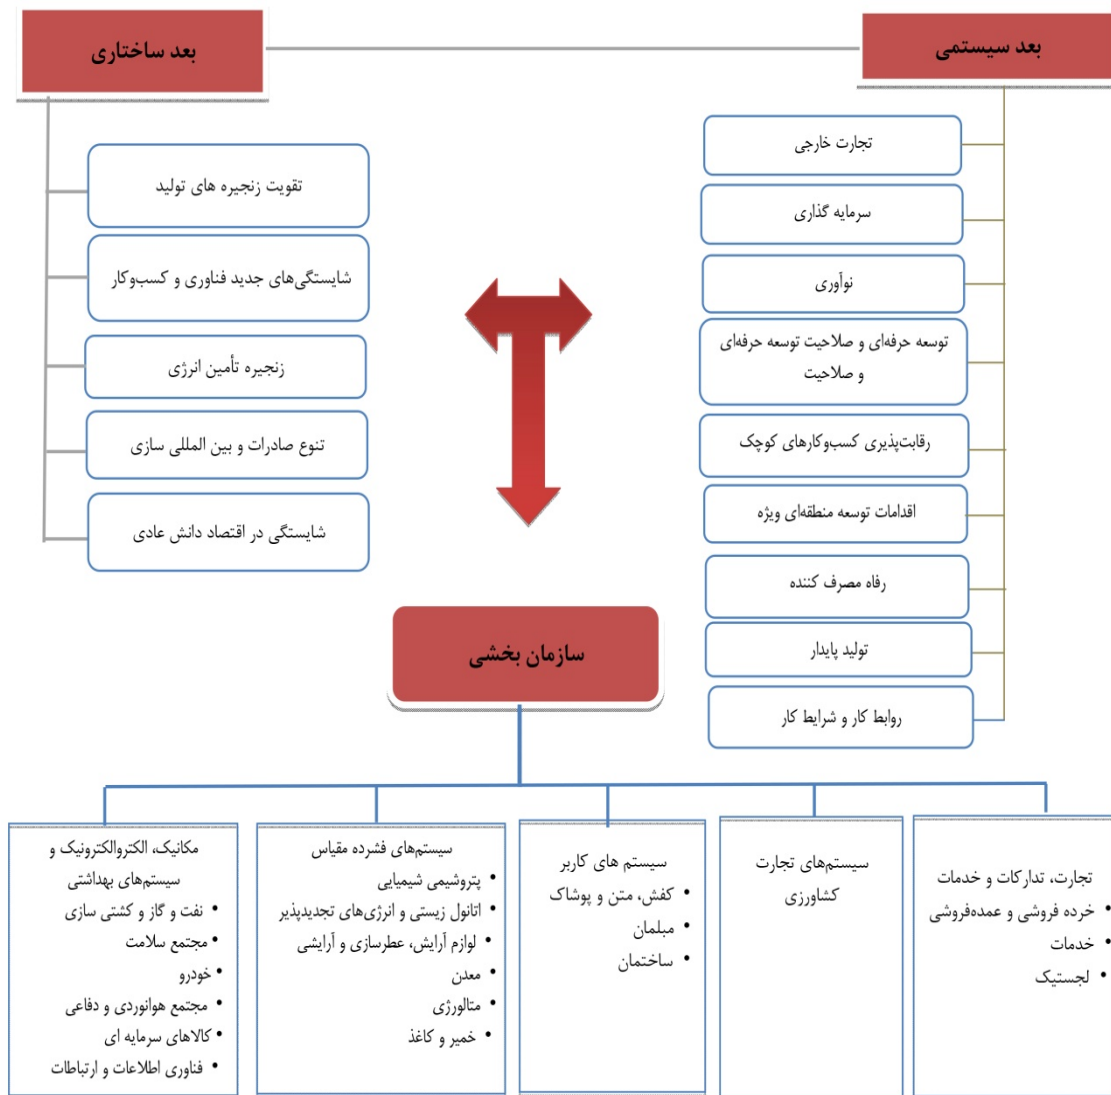 بعد سیستمی
بعد ساختاری
تجارت خارجی
سرمایه گذاری
نوآوری
توسعه حرفه‌ای و صلاحیت توسعه حرفه‌ای
و صلاحیت
رقابت‌پذیری کسب‌وکارهای کوچک
اقدامات توسعه منطقه‌ای ویژه
رفاه مصرف کننده
تولید پایدار
روابط کار و شرایط کار
تقویت زنجیره های تولید
شایستگی‌های جدید فناوری و کسب‌وکار
زنجیره تأمین انرژی
تنوع صادرات و بین المللی سازی
شایستگی در اقتصاد دانش عادی
سازمان بخشی
تجارت، تدارکات و خدمات
• خرده فروشی و عمده‌فروشی
• خدمات
• لجستیک
سیستم‌های تجارت
کشاورزی
سیستم های کاربر
• کفش، متن و پوشاک
• مبلمان
• ساختمان
سیستم‌های فشرده مقیاس
• پتروشیمی شیمیایی
• اتانول زیستی و انرژی‌های تجدیدپذیر
• لوازم آرایش، عطرسازی و آرایشی
• معدن
• متالورژی
• خمیر و کاغذ
مکانیک، الکتروالکترونیک و
سیستم‌های بهداشتی
• نفت و گاز و کشتی سازی
• مجتمع سلامت
• خودرو
• مجتمع هوانوردی و دفاعی
• کالاهای سرمایه ای
• فناوری اطلاعات و ارتباطات